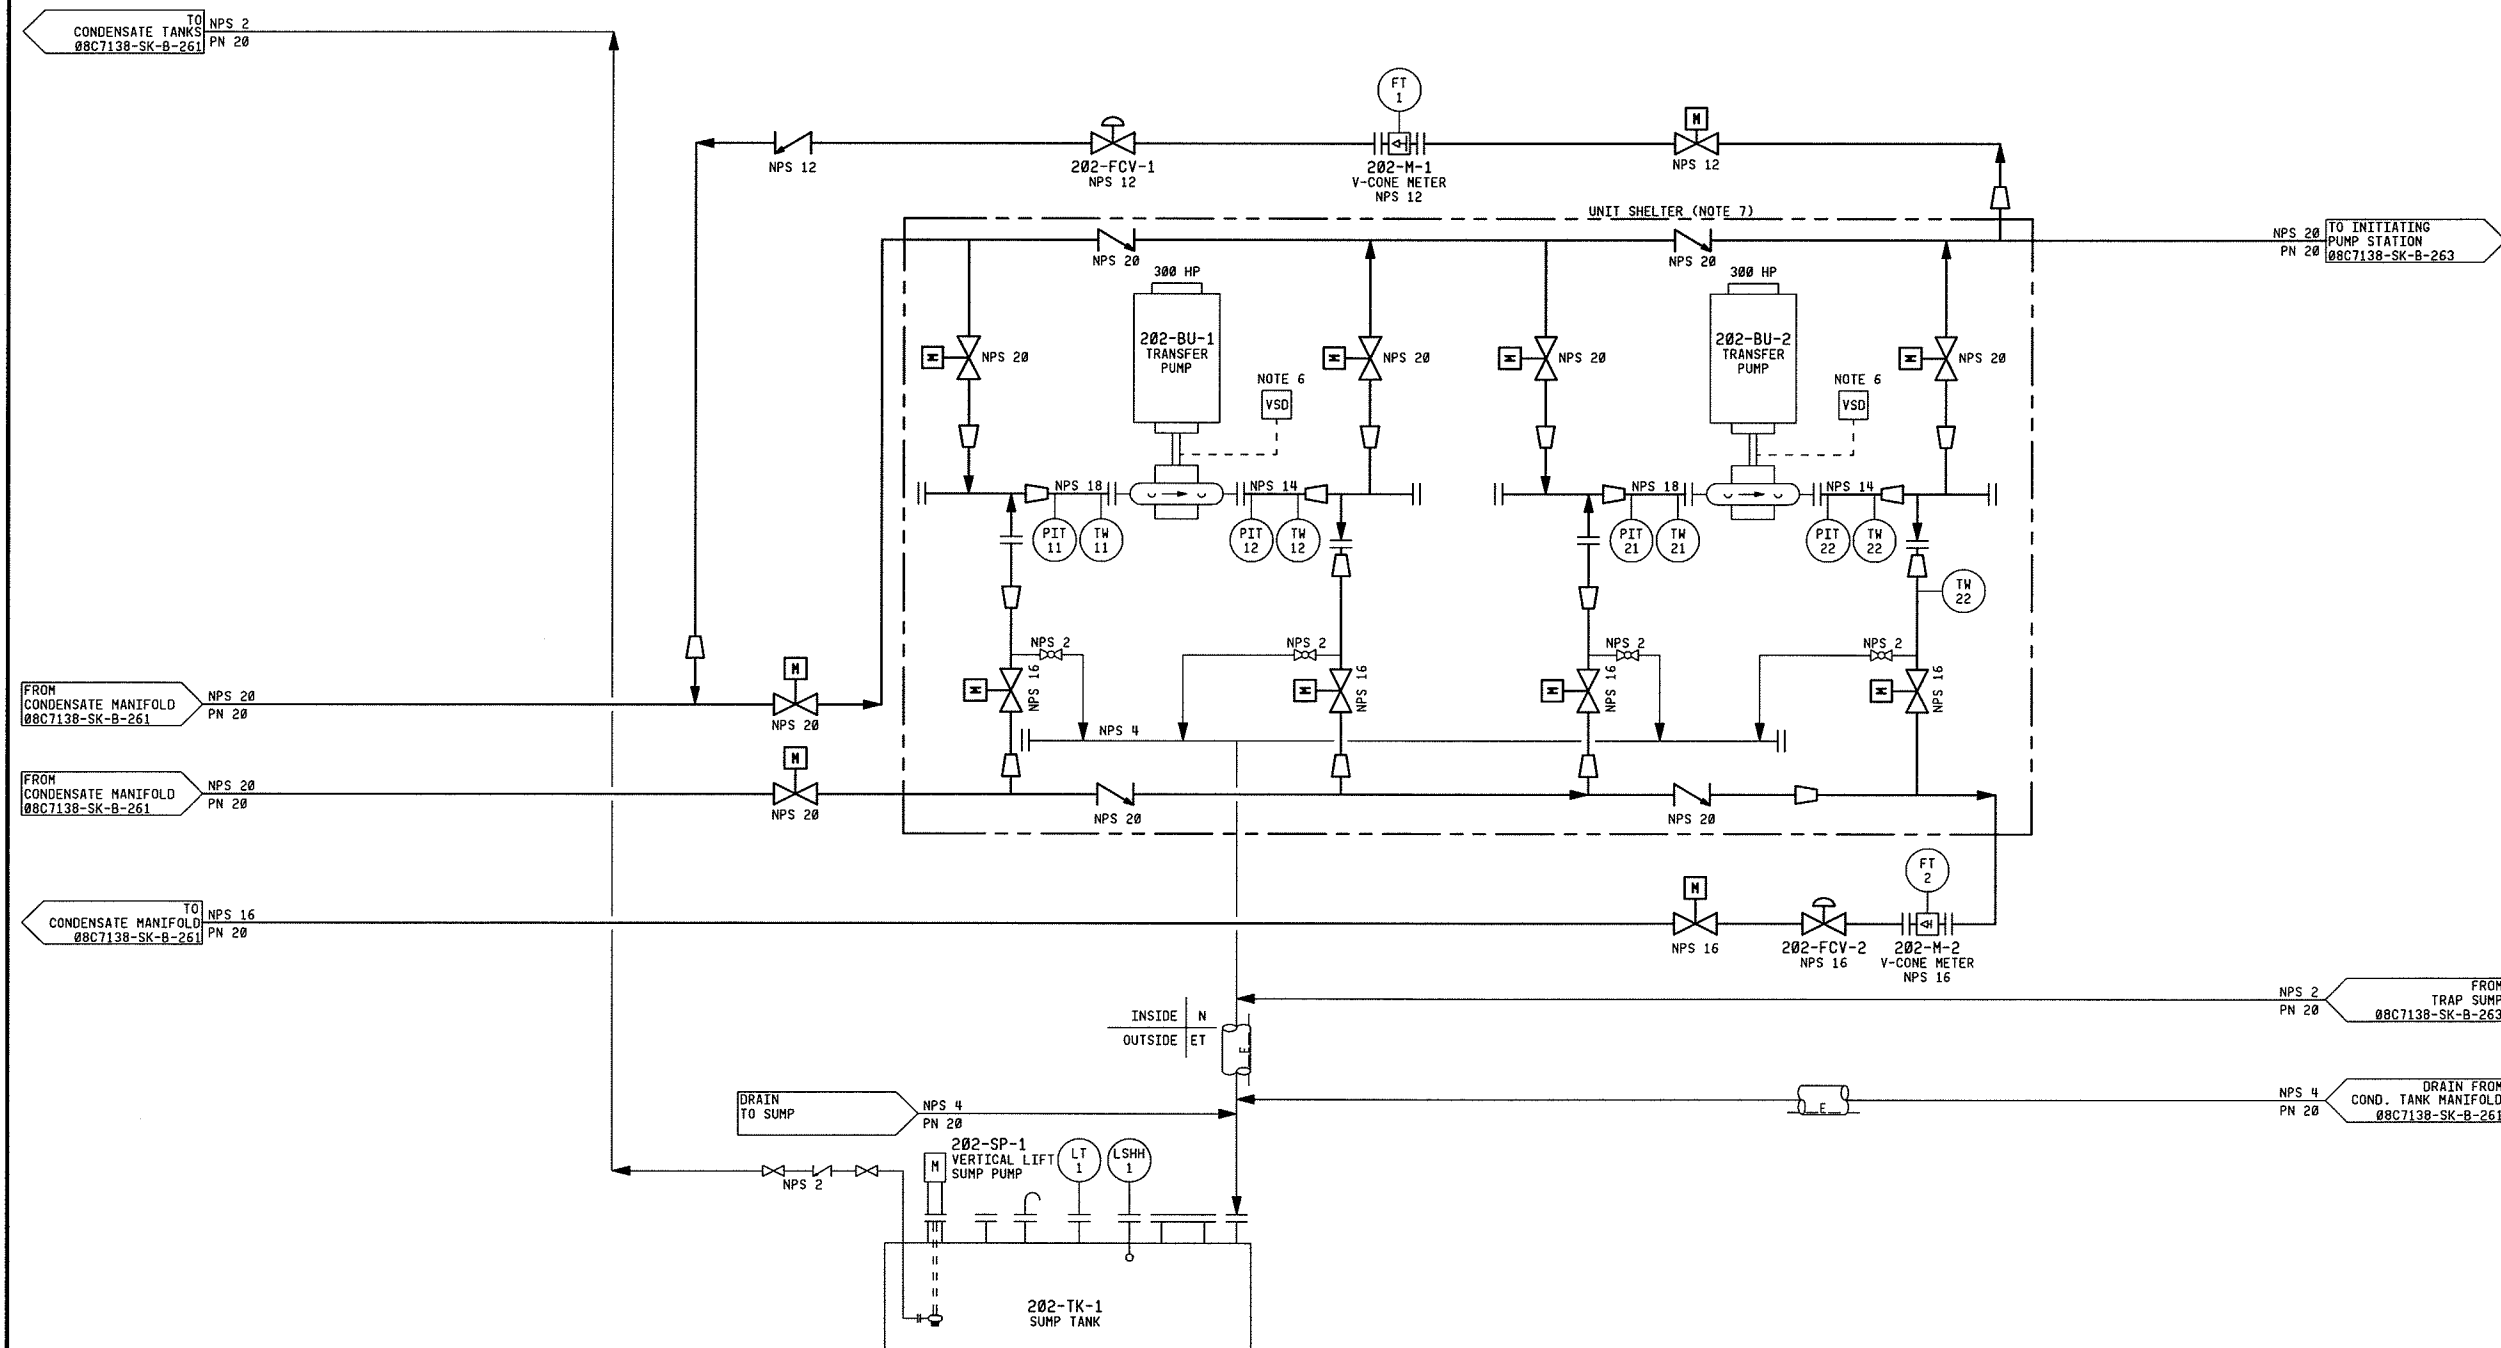 TO
CONDENSATE TANKS
08C7138-SK-B-261
NPS 2
PN 20
FT
1
M
NPS 12
202-FCV-1
NPS 12
202-M-1
V-CONE METER
NPS 12
NPS 12
UNIT SHELTER (NOTE 7)
NPS 20
PN 20
TO INITIATING
PUMP STATION
08C7138-SK-B-263
NPS 20
NPS 20
300 HP
300 HP
202-BU-1
TRANSFER
PUMP
202-BU-2
TRANSFER
PUMP
M
NPS 20
M
NPS 20
M
NPS 20
M
NPS 20
NOTE 6
VSD
NOTE 6
VSD
NPS 18
NPS 14
NPS 18
NPS 14
PIT
11
TW
11
PIT
12
TW
12
PIT
21
TW
21
PIT
22
TW
22
TW
22
NPS 2
NPS 2
NPS 2
NPS 2
M
NPS 16
M
NPS 16
M
NPS 16
M
NPS 16
FROM
CONDENSATE MANIFOLD
08C7138-SK-B-261
NPS 20
PN 20
M
NPS 20
NPS 4
FROM
CONDENSATE MANIFOLD
08C7138-SK-B-261
NPS 20
PN 20
M
NPS 20
NPS 20
NPS 20
FT
2
TO
CONDENSATE MANIFOLD
08C7138-SK-B-261
NPS 16
PN 20
M
NPS 16
202-FCV-2
NPS 16
202-M-2
V-CONE METER
NPS 16
NPS 2
PN 20
FROM
TRAP SUMP
08C7138-SK-B-263
INSIDE N
OUTSIDE ET
E
E
NPS 4
PN 20
DRAIN FROM
COND. TANK MANIFOLD
08C7138-SK-B-261
DRAIN
TO SUMP
NPS 4
PN 20
202-SP-1
VERTICAL LIFT
SUMP PUMP
M
LT
1
LSHH
1
NPS 2
202-TK-1
SUMP TANK